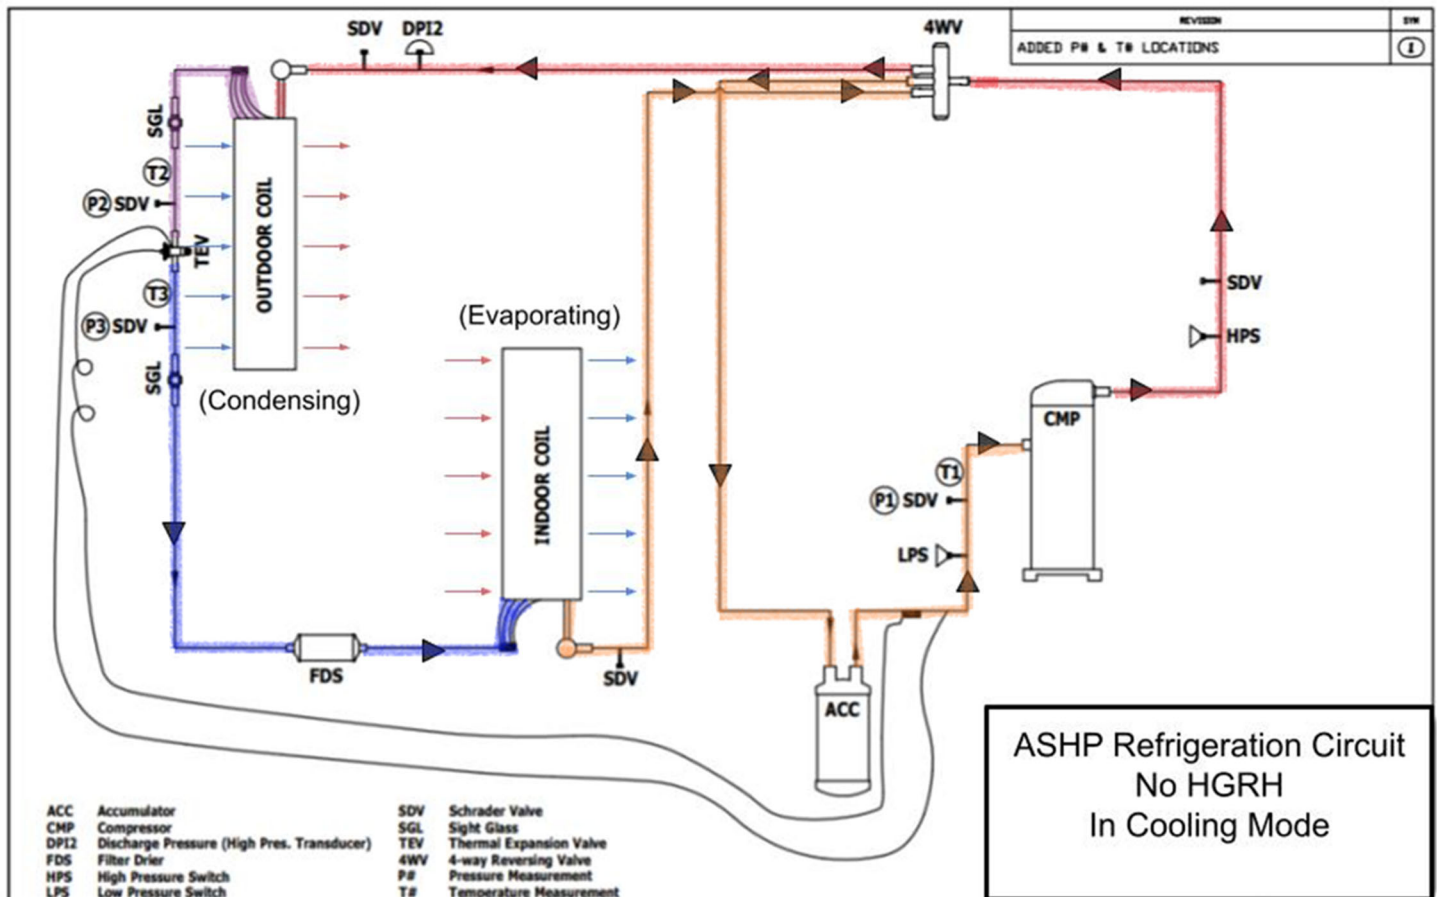 REVISION SYM
ADDED P# & T# LOCATIONS 1
SDV DPI2 4WV
SGL
T2
P2 SDV
TEV
T3
P3 SDV
SGL
OUTDOOR COIL
(Condensing)
(Evaporating)
INDOOR COIL
SDV
HPS
CMP
T1
P1 SDV
LPS
FDS
SDV
ACC
ASHP Refrigeration Circuit
No HGRH
In Cooling Mode
ACC Accumulator
CMP Compressor
DPI2 Discharge Pressure (High Pres. Transducer)
FDS Filter Drier
HPS High Pressure Switch
LPS Low Pressure Switch
SDV Schrader Valve
SGL Sight Glass
TEV Thermal Expansion Valve
4WV 4-way Reversing Valve
P# Pressure Measurement
T# Temperature Measurement